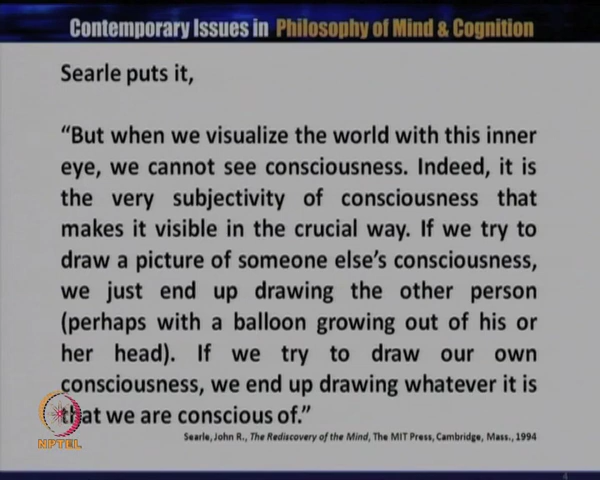 Contemporary Issues in Philosophy of Mind & Cognition
Searle puts it,
“But when we visualize the world with this inner
eye, we cannot see consciousness. Indeed, it is
the very subjectivity of consciousness that
makes it visible in the crucial way. If we try to
draw a picture of someone else’s consciousness,
we just end up drawing the other person
(perhaps with a balloon growing out of his or
her head). If we try to draw our own
consciousness, we end up drawing whatever it is
that we are conscious of.”
Searle, John R., The Rediscovery of the Mind, The MIT Press, Cambridge, Mass., 1994
NPTEL
4